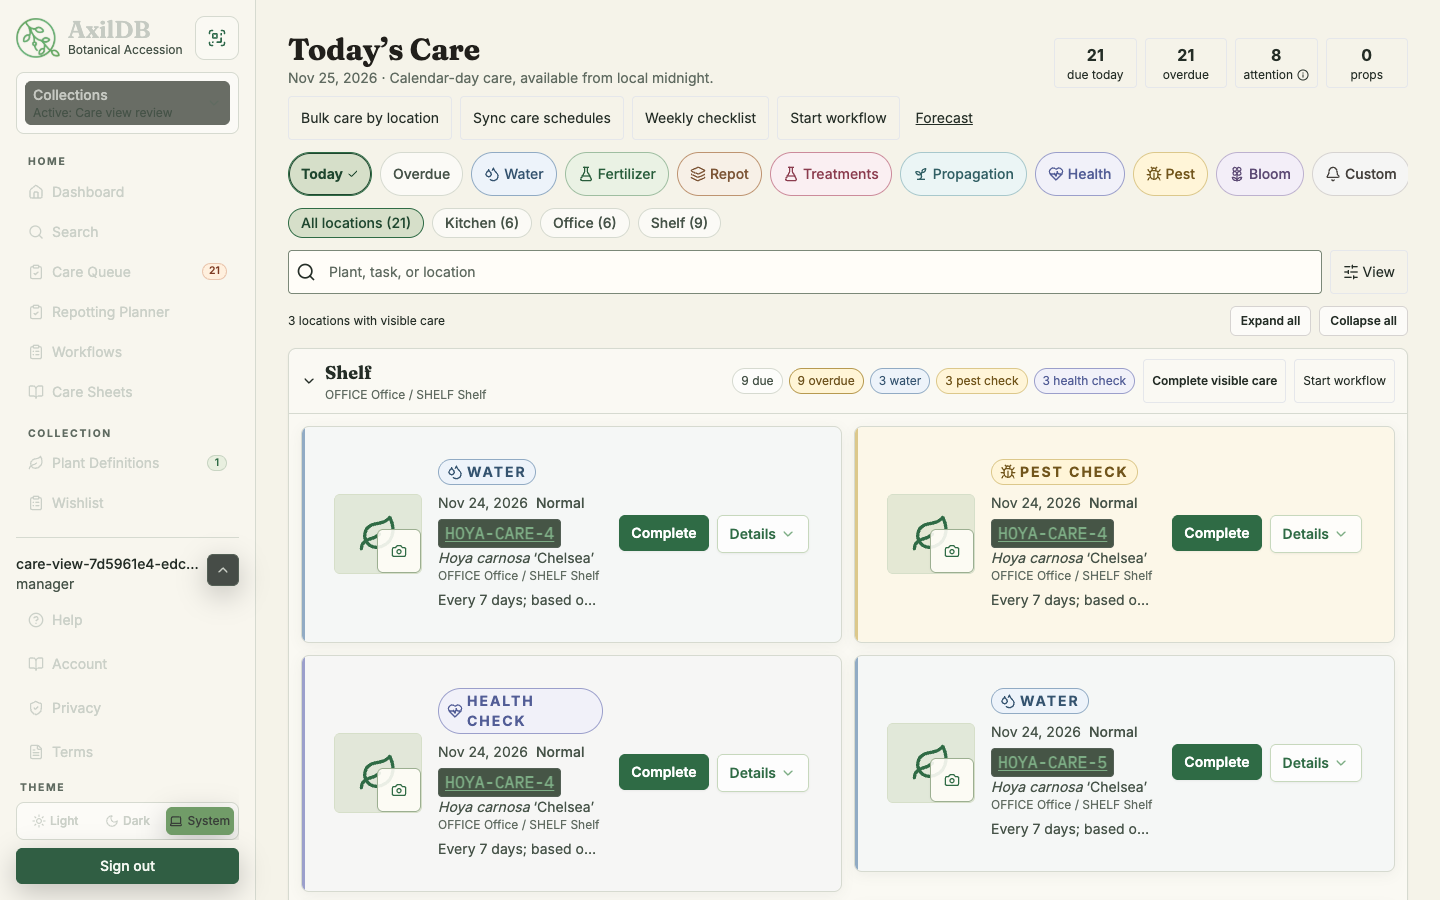 AxilDB
Botanical Accession
Collections
Active: Care view review
HOME
Dashboard
Search
Care Queue 21
Repotting Planner
Workflows
Care Sheets
COLLECTION
Plant Definitions 1
Wishlist
care-view-7d5961e4-edc...
manager
Help
Account
Privacy
Terms
THEME
Light Dark System
Sign out
Today’s Care
Nov 25, 2026 · Calendar-day care, available from local midnight.
21 due today
21 overdue
8 attention
0 props
Bulk care by location Sync care schedules Weekly checklist Start workflow Forecast
Today Overdue Water Fertilizer Repot Treatments Propagation Health Pest Bloom Custom
All locations (21) Kitchen (6) Office (6) Shelf (9)
Plant, task, or location View
3 locations with visible care Expand all Collapse all
Shelf
OFFICE Office / SHELF Shelf
9 due 9 overdue 3 water 3 pest check 3 health check Complete visible care Start workflow
WATER
Nov 24, 2026 Normal
HOYA-CARE-4
Hoya carnosa ‘Chelsea’
OFFICE Office / SHELF Shelf
Every 7 days; based o...
Complete Details
PEST CHECK
Nov 24, 2026 Normal
HOYA-CARE-4
Hoya carnosa ‘Chelsea’
OFFICE Office / SHELF Shelf
Every 7 days; based o...
Complete Details
HEALTH
CHECK
Nov 24, 2026 Normal
HOYA-CARE-4
Hoya carnosa ‘Chelsea’
OFFICE Office / SHELF Shelf
Every 7 days; based o...
Complete Details
WATER
Nov 24, 2026 Normal
HOYA-CARE-5
Hoya carnosa ‘Chelsea’
OFFICE Office / SHELF Shelf
Every 7 days; based o...
Complete Details